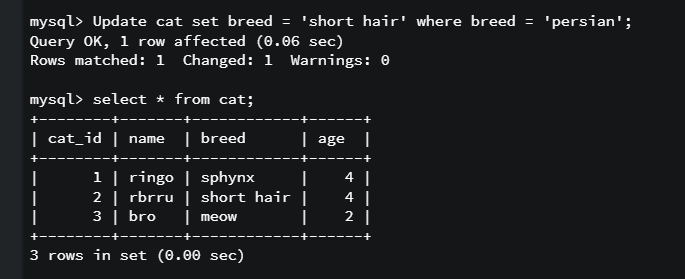 mysql> Update cat set breed = 'short hair' where breed = 'persian';
Query OK, 1 row affected (0.06 sec)
Rows matched: 1  Changed: 1  Warnings: 0

mysql> select * from cat;
+--------+-------+------------+------+
| cat_id | name  | breed      | age  |
+--------+-------+------------+------+
|      1 | ringo | sphynx     |    4 |
|      2 | rbrru | short hair |    4 |
|      3 | bro   | meow       |    2 |
+--------+-------+------------+------+
3 rows in set (0.00 sec)